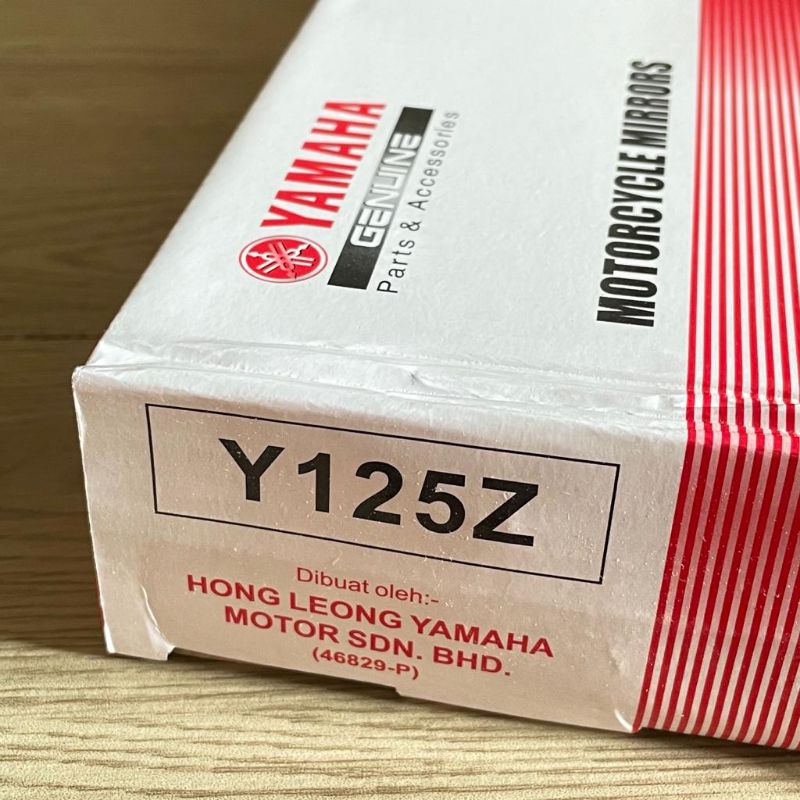 YAMAHA
GENUINE
Parts & Accessories
MOTORCYCLE MIRRORS
Y125Z
Dibuat oleh:-
HONG LEONG YAMAHA
MOTOR SDN. BHD.
(46829-P)